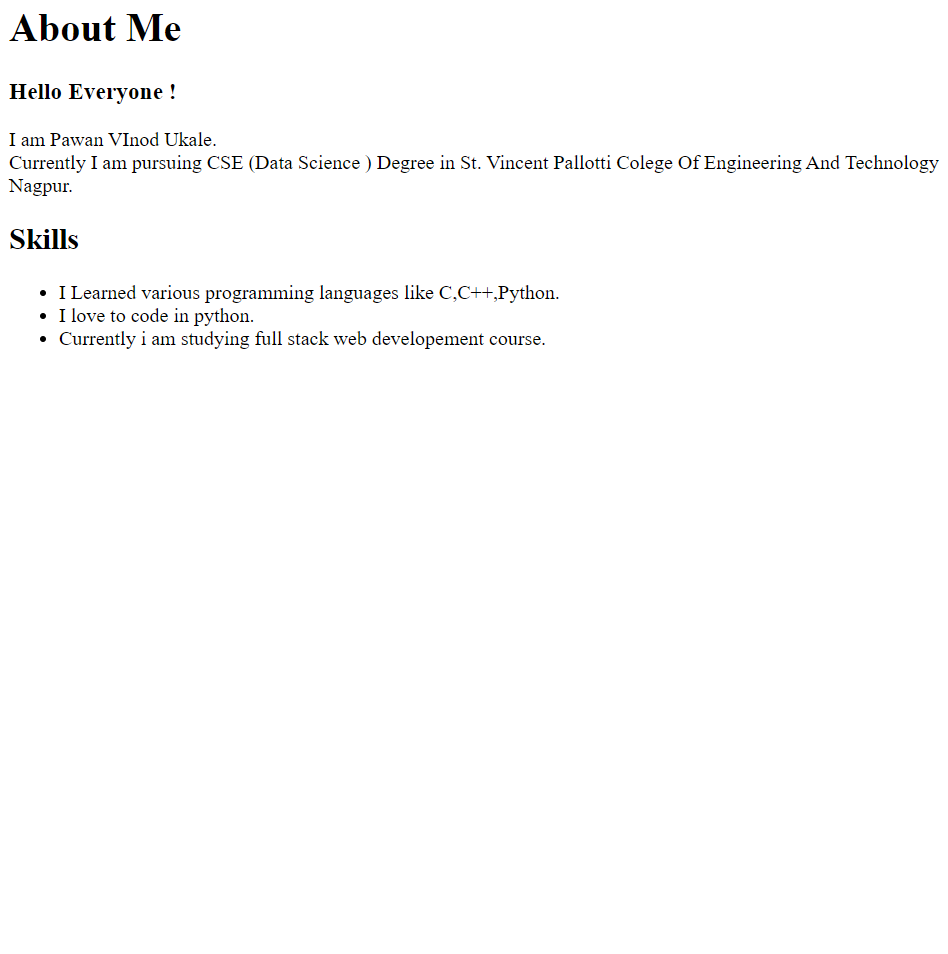 About Me
Hello Everyone !
I am Pawan VInod Ukale.
Currently I am pursuing CSE (Data Science ) Degree in St. Vincent Pallotti Colege Of Engineering And Technology
Nagpur.
Skills
• I Learned various programming languages like C,C++,Python.
• I love to code in python.
• Currently i am studying full stack web developement course.